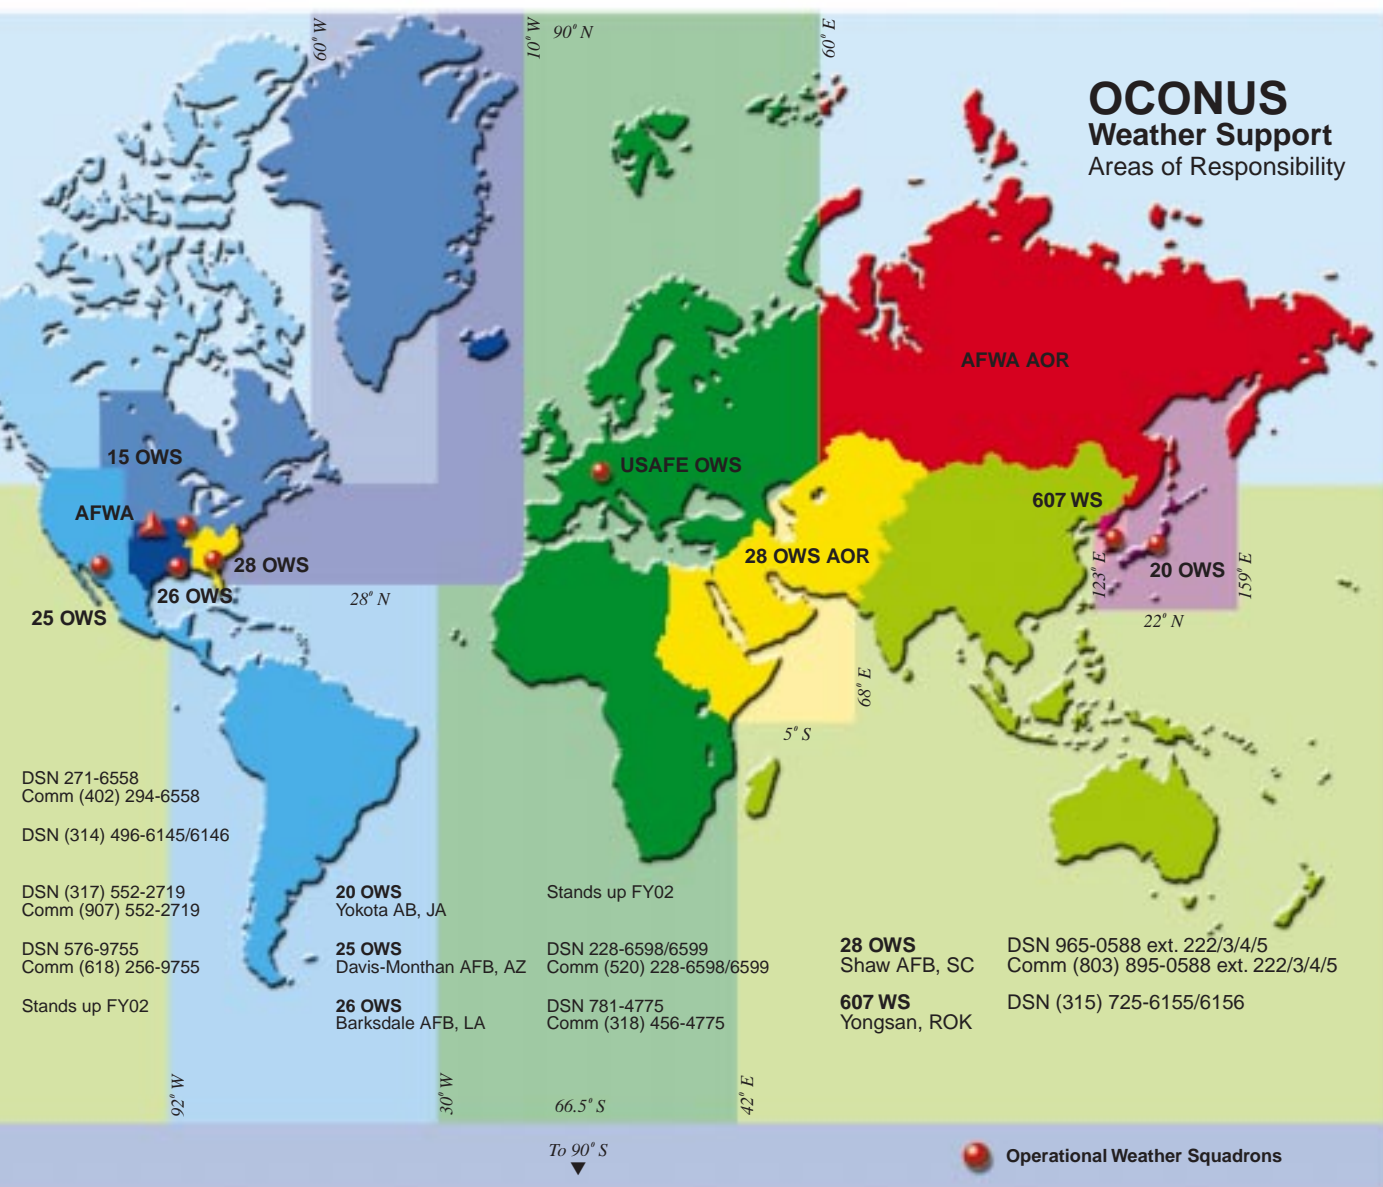 60° W
10° W
90° N
60° E
OCONUS
Weather Support
Areas of Responsibility
AFWA AOR
15 OWS
USAFE OWS
607 WS
AFWA
28 OWS AOR
28 OWS
20 OWS
123° E
159° E
26 OWS
28° N
25 OWS
22° N
68° E
5° S
DSN 271-6558
Comm (402) 294-6558
DSN (314) 496-6145/6146
DSN (317) 552-2719
Comm (907) 552-2719
DSN 576-9755
Comm (618) 256-9755
Stands up FY02
20 OWS
Yokota AB, JA
Stands up FY02
25 OWS
Davis-Monthan AFB, AZ
DSN 228-6598/6599
Comm (520) 228-6598/6599
26 OWS
Barksdale AFB, LA
DSN 781-4775
Comm (318) 456-4775
28 OWS
Shaw AFB, SC
DSN 965-0588 ext. 222/3/4/5
Comm (803) 895-0588 ext. 222/3/4/5
607 WS
Yongsan, ROK
DSN (315) 725-6155/6156
92° W
30° W
66.5° S
42° E
To 90° S
Operational Weather Squadrons